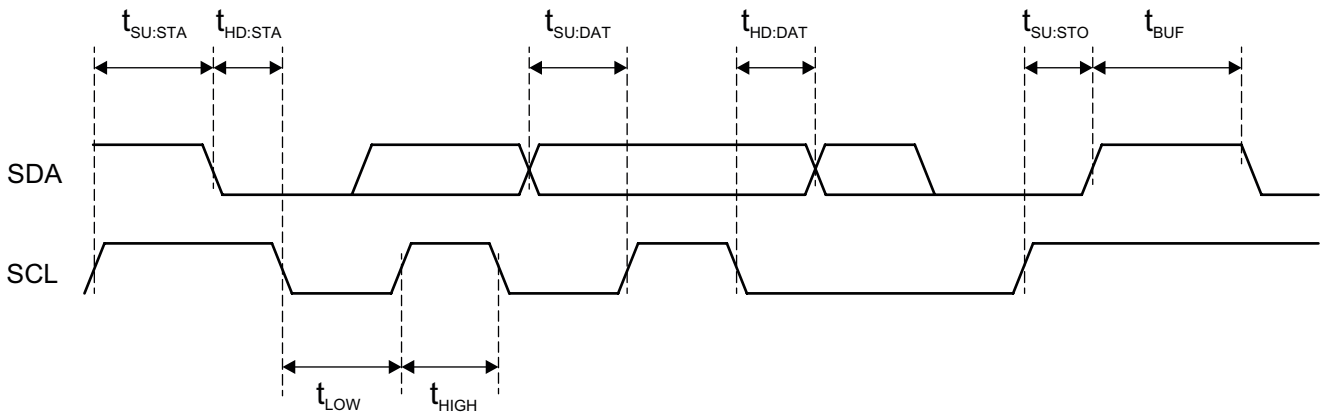 tSU:STA tHD:STA tSU:DAT tHD:DAT tSU:STO tBUF
SDA
SCL
tLOW tHIGH